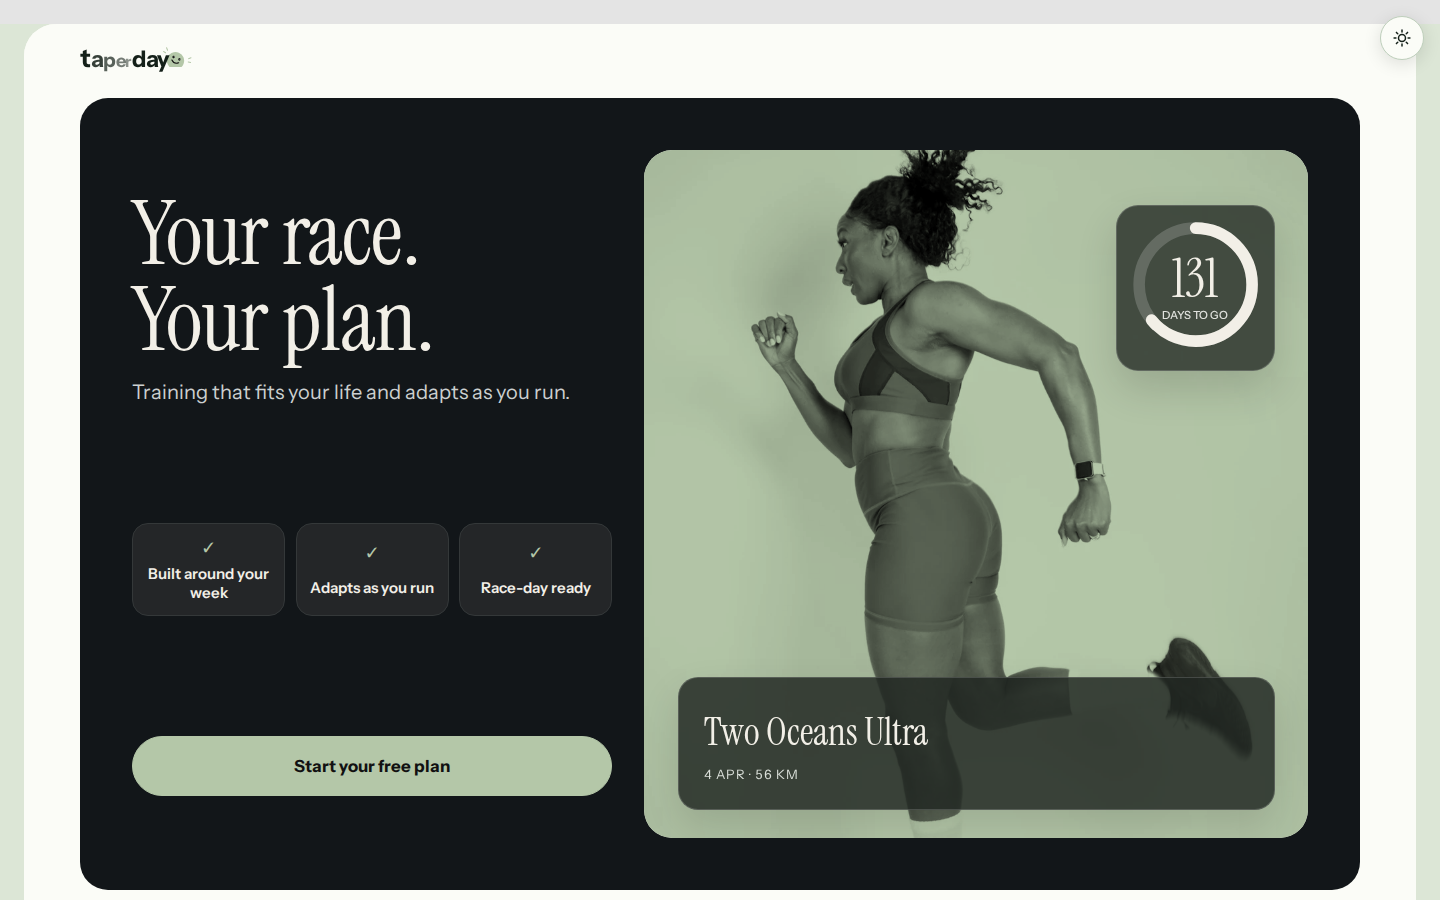 taperday
Your race.
Your plan.
Training that fits your life and adapts as you run.
✓
Built around your
week
✓
Adapts as you run
✓
Race-day ready
Start your free plan
131
DAYS TO GO
Two Oceans Ultra
4 APR · 56 KM